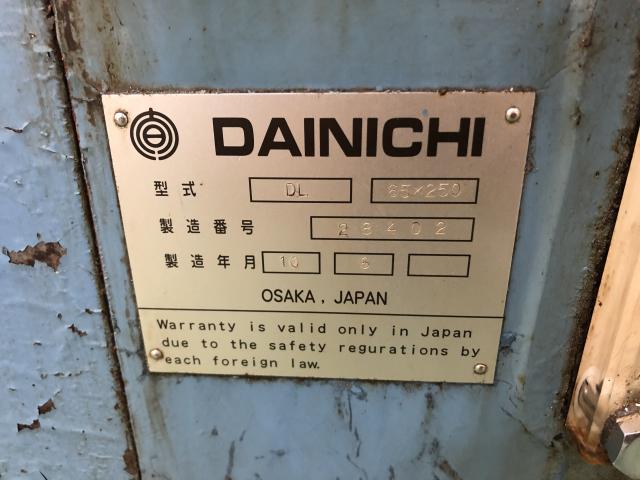 DAINICHI
型式 DL 65×250
製造番号 28402
製造年月 10 6
OSAKA, JAPAN
Warranty is valid only in Japan
due to the safety regurations by
each foreign law.